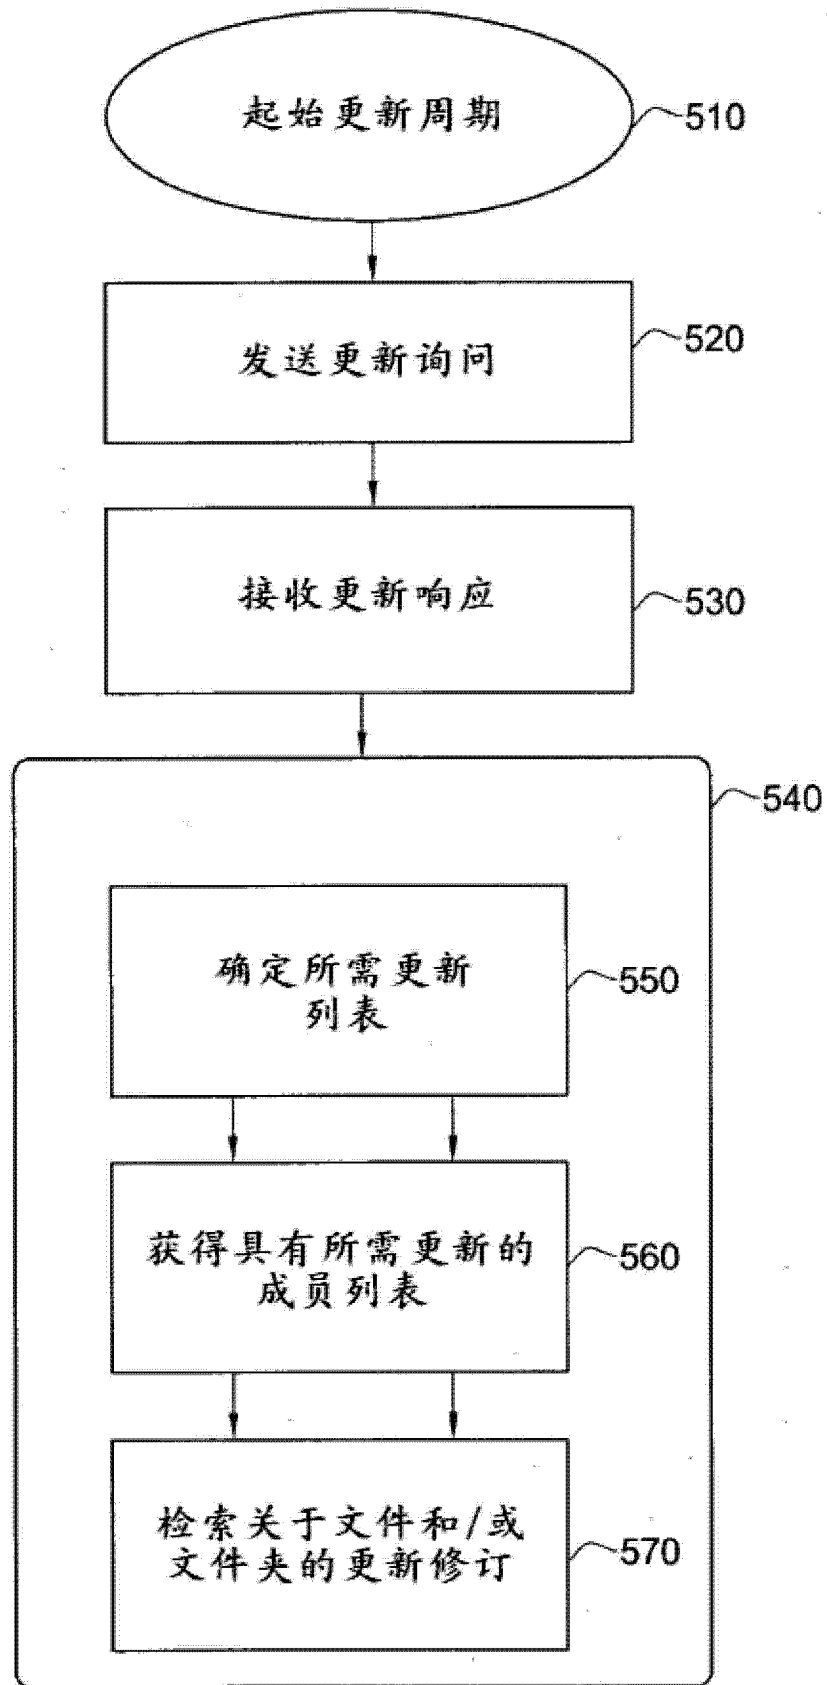 起始更新周期
510
发送更新询问
520
接收更新响应
530
540
确定所需更新
列表
550
获得具有所需更新的
成员列表
560
检索关于文件和/或
文件夹的更新修订
570